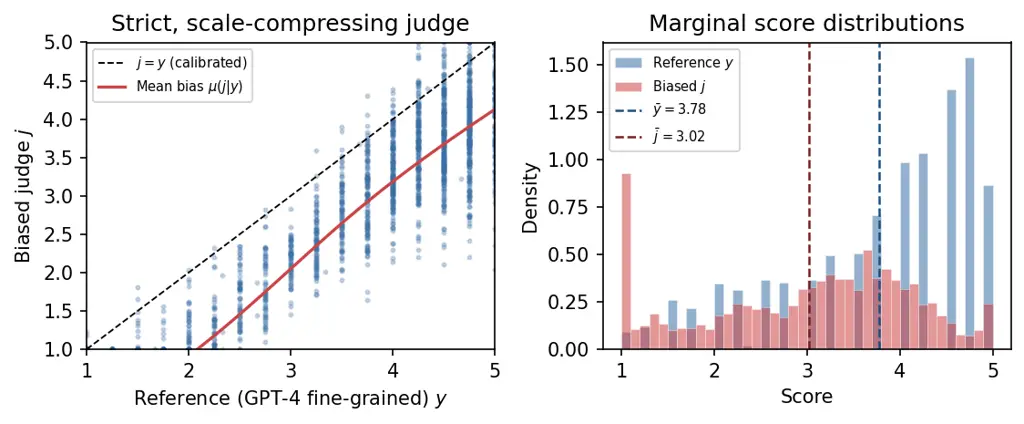 Strict, scale-compressing judge
j = y (calibrated)
Mean bias μ(j|y)
5.0
4.5
4.0
3.5
3.0
2.5
2.0
1.5
1.0
Biased judge j
1 2 3 4 5
Reference (GPT-4 fine-grained) y
Marginal score distributions
Reference y
Biased j
ȳ = 3.78
j̄ = 3.02
1.50
1.25
1.00
0.75
0.50
0.25
0.00
Density
1 2 3 4 5
Score